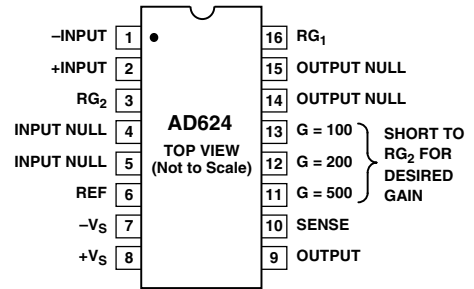 –INPUT 1
+INPUT 2
RG2 3
INPUT NULL 4
INPUT NULL 5
REF 6
–VS 7
+VS 8
AD624
TOP VIEW
(Not to Scale)
16 RG1
15 OUTPUT NULL
14 OUTPUT NULL
13 G = 100
12 G = 200
11 G = 500
10 SENSE
9 OUTPUT
SHORT TO
RG2 FOR
DESIRED
GAIN